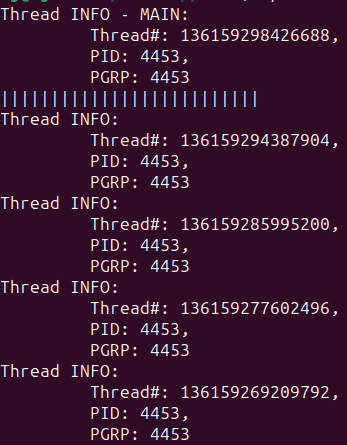 Thread INFO - MAIN:
Thread#: 136159298426688,
PID: 4453,
PGRP: 4453
||||||||||||||||||||||||||
Thread INFO:
Thread#: 136159294387904,
PID: 4453,
PGRP: 4453
Thread INFO:
Thread#: 136159285995200,
PID: 4453,
PGRP: 4453
Thread INFO:
Thread#: 136159277602496,
PID: 4453,
PGRP: 4453
Thread INFO:
Thread#: 136159269209792,
PID: 4453,
PGRP: 4453